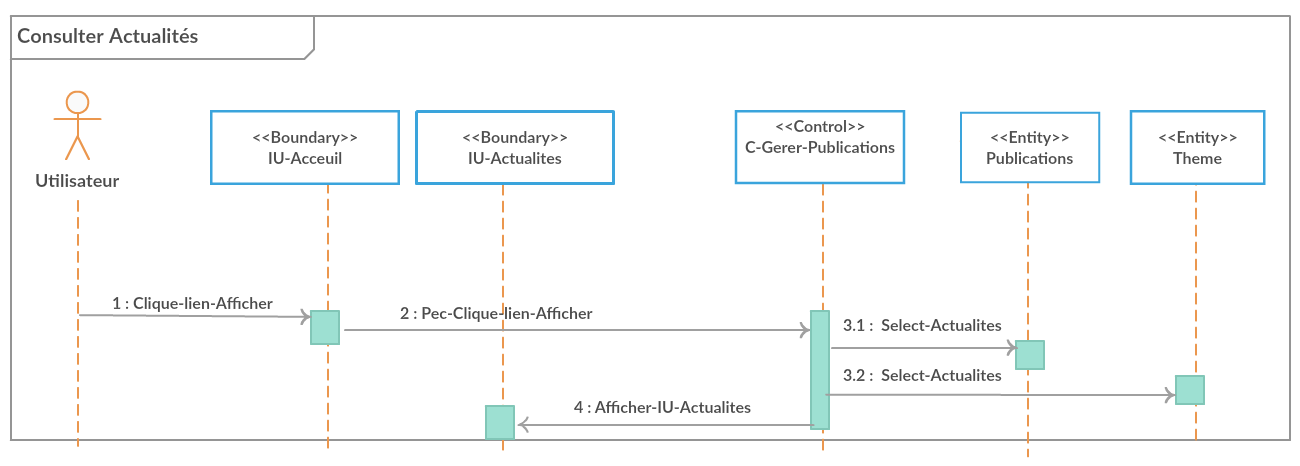 Consulter Actualités
Utilisateur
<<Boundary>>
IU-Acceuil
<<Boundary>>
IU-Actualites
<<Control>>
C-Gerer-Publications
<<Entity>>
Publications
<<Entity>>
Theme
1 : Clique-lien-Afficher
2 : Pec-Clique-lien-Afficher
3.1 : Select-Actualites
3.2 : Select-Actualites
4 : Afficher-IU-Actualites